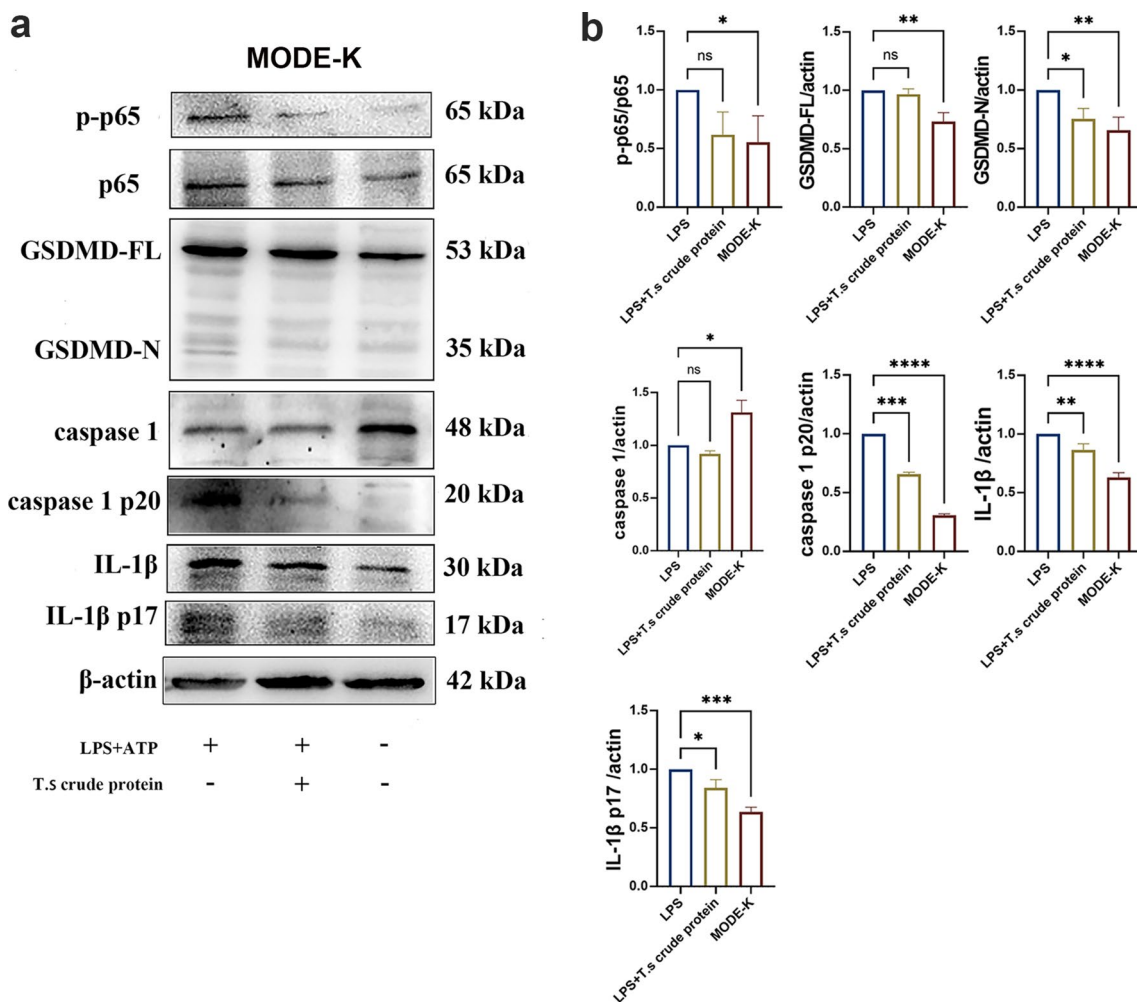 a
MODE-K
p-p65
65 kDa
p65
65 kDa
GSDMD-FL
53 kDa
GSDMD-N
35 kDa
caspase 1
48 kDa
caspase 1 p20
20 kDa
IL-1β
30 kDa
IL-1β p17
17 kDa
β-actin
42 kDa
LPS+ATP + + -
T.s crude protein - + -
b
p-p65/p65
1.5
1.0
0.5
0.0
*
ns
LPS
LPS+T.s crude protein
MODE-K
GSDMD-FL/actin
1.5
1.0
0.5
0.0
**
ns
LPS
LPS+T.s crude protein
MODE-K
GSDMD-N/actin
1.5
1.0
0.5
0.0
**
*
LPS
LPS+T.s crude protein
MODE-K
caspase 1/actin
1.5
1.0
0.5
0.0
*
ns
LPS
LPS+T.s crude protein
MODE-K
caspase 1 p20/actin
1.5
1.0
0.5
0.0
****
***
LPS
LPS+T.s crude protein
MODE-K
IL-1β /actin
1.5
1.0
0.5
0.0
****
**
LPS
LPS+T.s crude protein
MODE-K
IL-1β p17 /actin
1.5
1.0
0.5
0.0
***
*
LPS
LPS+T.s crude protein
MODE-K